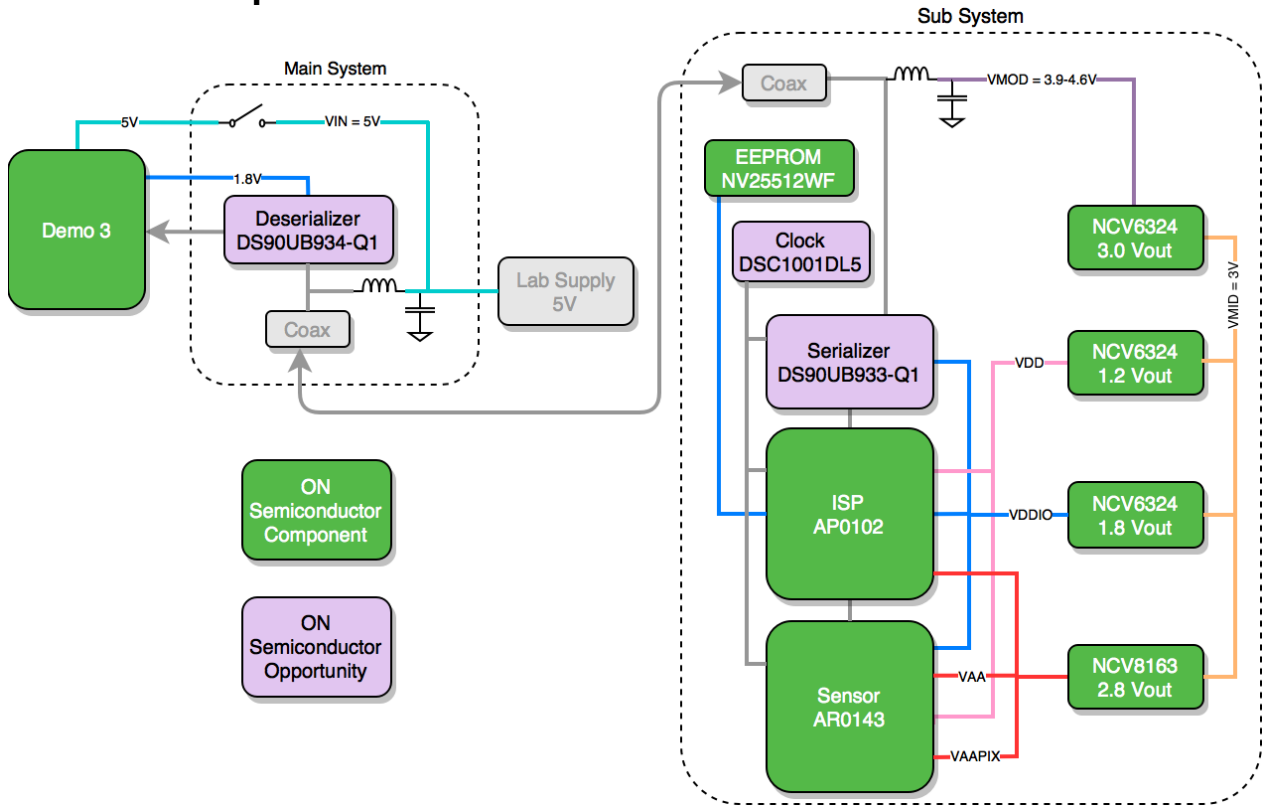 Sub System
Main System
Coax
VMOD = 3.9-4.6V
5V
VIN = 5V
EEPROM
NV25512WF
1.8V
Demo 3
Deserializer
DS90UB934-Q1
Clock
DSC1001DL5
NCV6324
3.0 Vout
Lab Supply
5V
VMID = 3V
Coax
Serializer
DS90UB933-Q1
VDD
NCV6324
1.2 Vout
ON
Semiconductor
Component
ISP
AP0102
VDDIO
NCV6324
1.8 Vout
ON
Semiconductor
Opportunity
Sensor
AR0143
VAA
NCV8163
2.8 Vout
VAAPIX